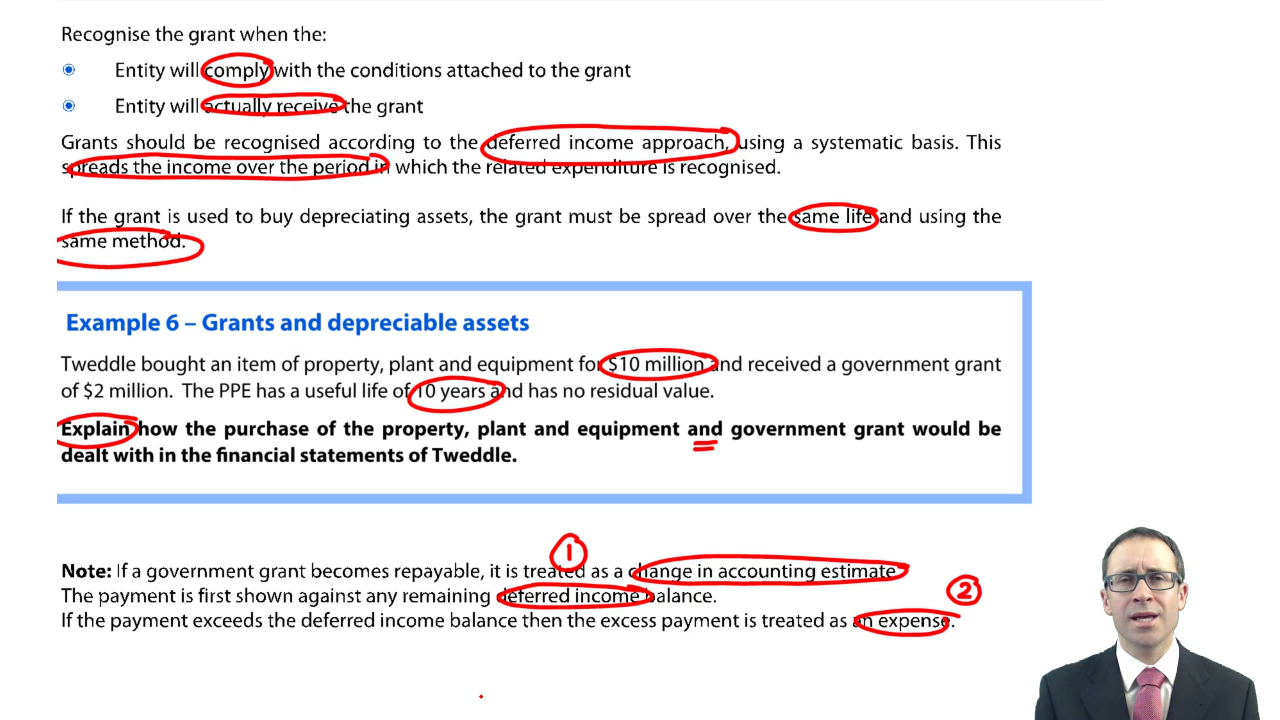 Recognise the grant when the:
Entity will comply with the conditions attached to the grant
Entity will actually receive the grant
Grants should be recognised according to the deferred income approach, using a systematic basis. This
spreads the income over the period in which the related expenditure is recognised.
If the grant is used to buy depreciating assets, the grant must be spread over the same life and using the
same method.
Example 6 – Grants and depreciable assets
Tweddle bought an item of property, plant and equipment for $10 million and received a government grant
of $2 million. The PPE has a useful life of 10 years and has no residual value.
Explain how the purchase of the property, plant and equipment and government grant would be
dealt with in the financial statements of Tweddle.
1
Note: If a government grant becomes repayable, it is treated as a change in accounting estimate
The payment is first shown against any remaining deferred income balance.
2
If the payment exceeds the deferred income balance then the excess payment is treated as an expense.